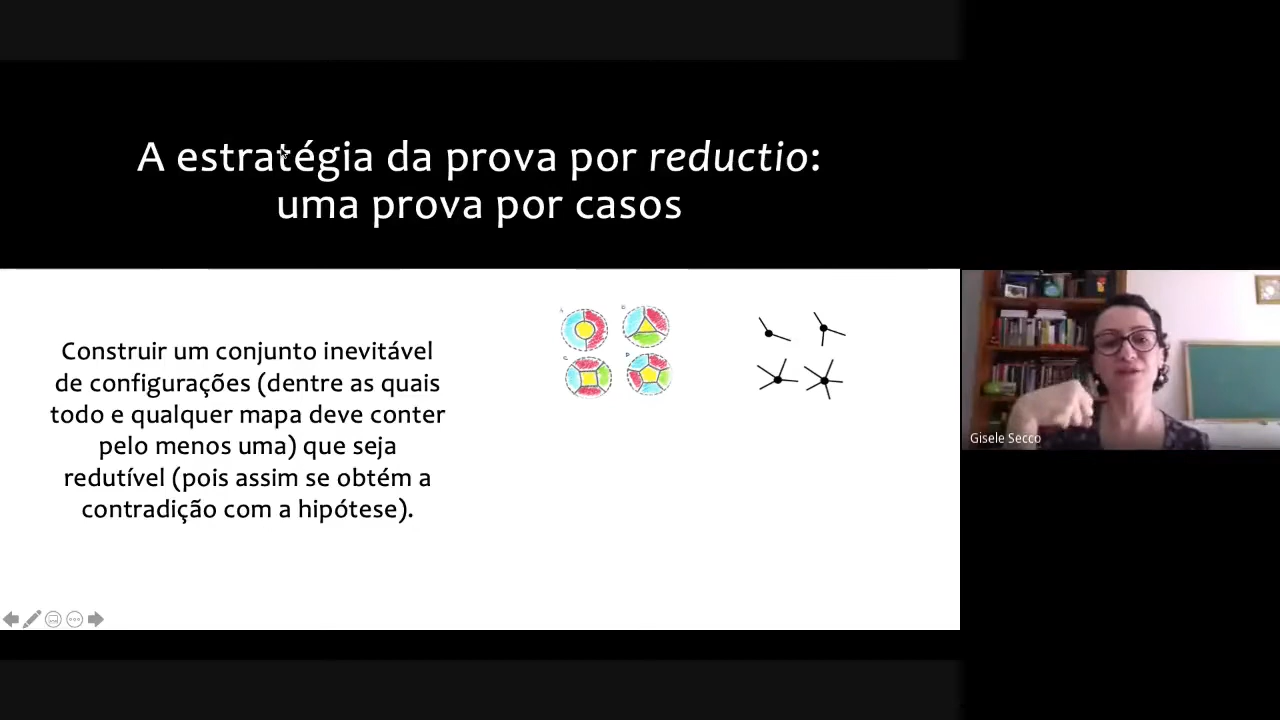 A estratégia da prova por reductio:
uma prova por casos
Construir um conjunto inevitável
de configurações (dentre as quais
todo e qualquer mapa deve conter
pelo menos uma) que seja
redutível (pois assim se obtém a
contradição com a hipótese).
Gisele Secco